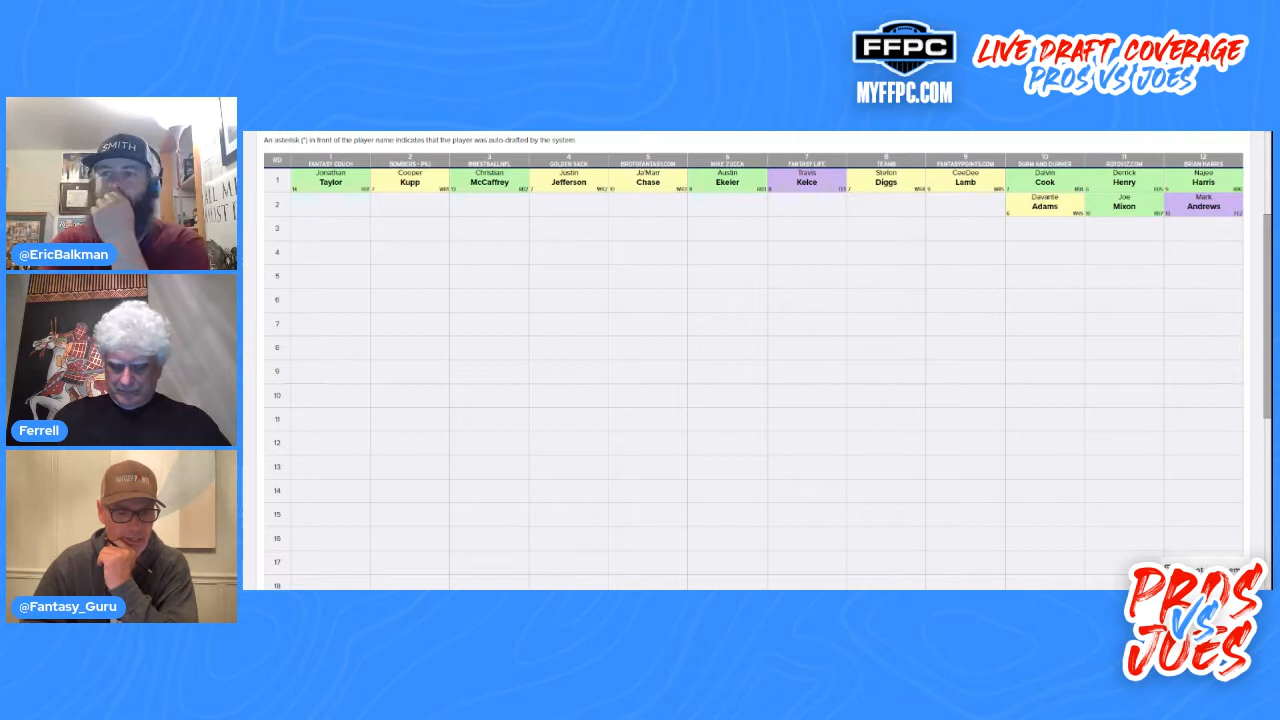 FFPC
MYFFPC.COM
LIVE DRAFT COVERAGE
PROS VS JOES
SMITH
@EricBalkman
Ferrell
@Fantasy_Guru
An asterisk (*) in front of the player name indicates that the player was auto-drafted by the system.
RD 1 2 3 4 5 6 7 8 9 10 11 12
FANTASY COUCH BOMBERS - PVJ @BESTBALLNFL GOLDEN SACK BROTOFANTASY.COM MIKE ZUCCA FANTASY LIFE FANTASYPOINTS.COM DURM AND DURMER ROTOVIZ.COM BRIAN HARRIS
1 Jonathan Cooper Christian Justin Ja'Marr Austin Travis Stefon CeeDee Dalvin Derrick Najee
Taylor Kupp McCaffrey Jefferson Chase Ekeler Kelce Diggs Lamb Cook Henry Harris
2 Davante Joe Mark
Adams Mixon Andrews
3
4
5
6
7
8
9
10
11
12
13
14
15
16
17
18
PROS
VS
JOES